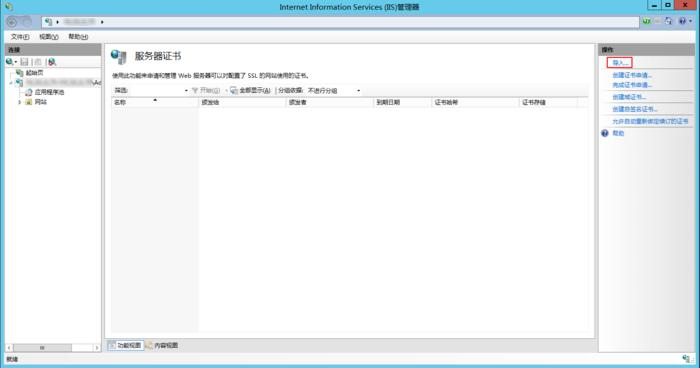 Internet Information Services (IIS)管理器
文件(F) 视图(V) 帮助(H)
连接
起始页
应用程序池
网站
服务器证书
使用此功能来申请和管理 Web 服务器可以对配置了 SSL 的网站使用的证书。
筛选: 开始(G) 全部显示(A) 分组依据: 不进行分组
名称 颁发给 颁发者 到期日期 证书哈希 证书存储
功能视图 内容视图
操作
导入...
创建证书申请...
完成证书申请...
创建域证书...
创建自签名证书...
允许自动重新绑定续订的证书
帮助
就绪